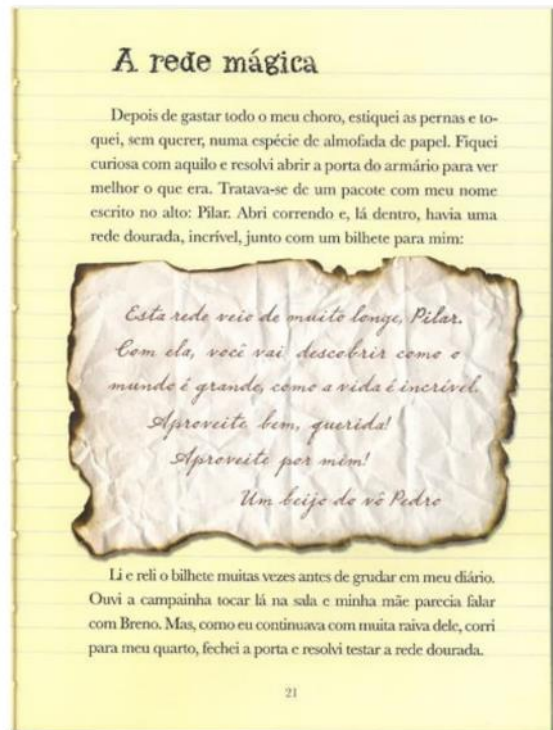 A rede mágica
Depois de gastar todo o meu choro, estiquei as pernas e to-
quei, sem querer, numa espécie de almofada de papel. Fiquei
curiosa com aquilo e resolvi abrir a porta do armário para ver
melhor o que era. Tratava-se de um pacote com meu nome
escrito no alto: Pilar. Abri correndo e, lá dentro, havia uma
rede dourada, incrível, junto com um bilhete para mim:
Esta rede veio de muito longe, Pilar.
Com ela, você vai descobrir como o
mundo é grande, como a vida é incrível.
Aproveite bem, querida!
Aproveite por mim!
Um beijo do vô Pedro
Li e reli o bilhete muitas vezes antes de grudar em meu diário.
Ouvi a campainha tocar lá na sala e minha mãe parecia falar
com Breno. Mas, como eu continuava com muita raiva dele, corri
para meu quarto, fechei a porta e resolvi testar a rede dourada.
21